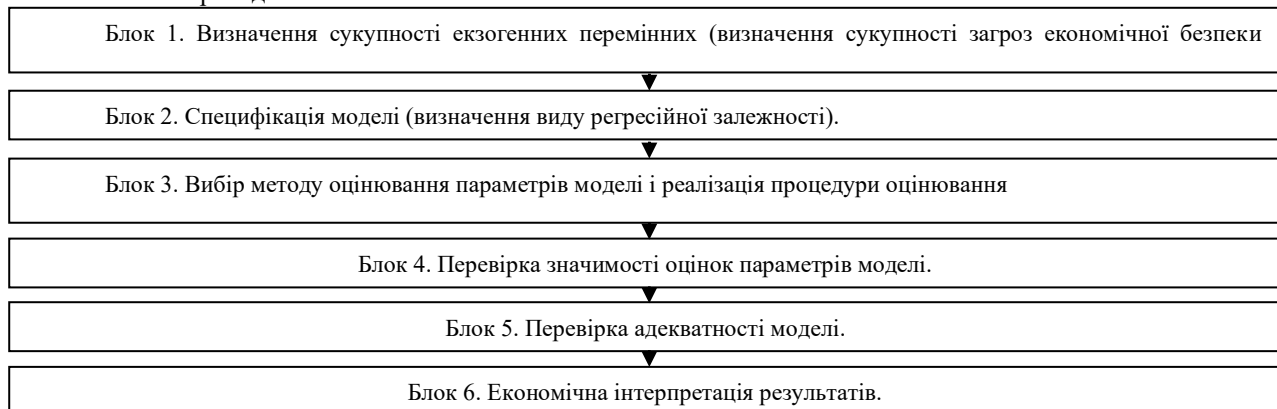 Блок 1. Визначення сукупності екзогенних перемінних (визначення сукупності загроз економічної безпеки
Блок 2. Специфікація моделі (визначення виду регресійної залежності).
Блок 3. Вибір методу оцінювання параметрів моделі і реалізація процедури оцінювання
Блок 4. Перевірка значимості оцінок параметрів моделі.
Блок 5. Перевірка адекватності моделі.
Блок 6. Економічна інтерпретація результатів.